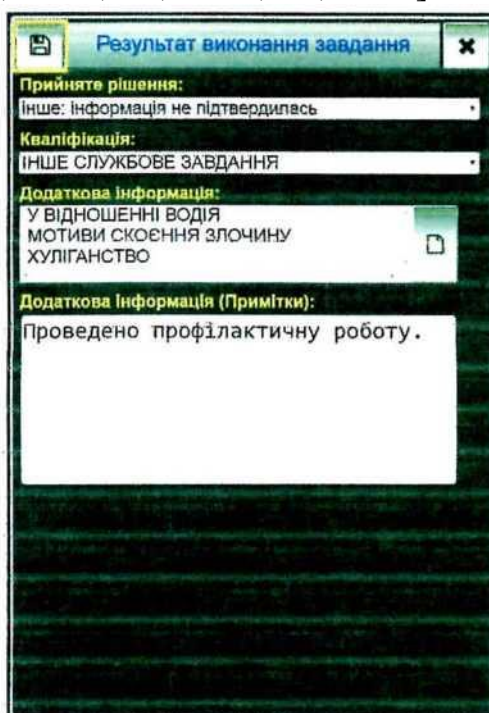 Результат виконання завдання
Прийняте рішення:
Інше: інформація не підтвердилась
Кваліфікація:
ІНШЕ СЛУЖБОВЕ ЗАВДАННЯ
Додаткова інформація:
У ВІДНОШЕННІ ВОДІЯ
МОТИВИ СКОЄННЯ ЗЛОЧИНУ
ХУЛІГАНСТВО
Додаткова інформація (Примітки):
Проведено профілактичну роботу.